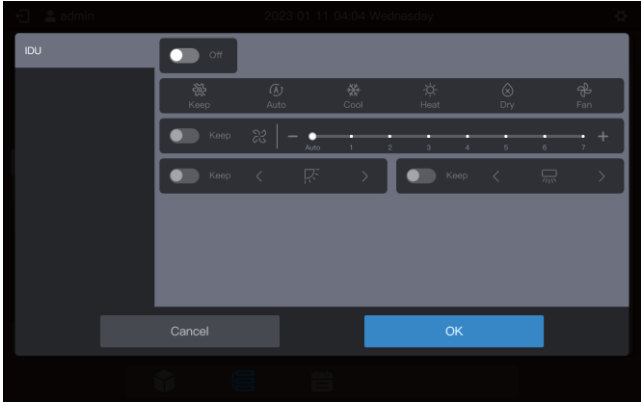 admin 2023 01 11 04:04 Wednesday
IDU
Off
Keep Auto Cool Heat Dry Fan
Keep
Auto 1 2 3 4 5 6 7
Keep Keep
Cancel OK